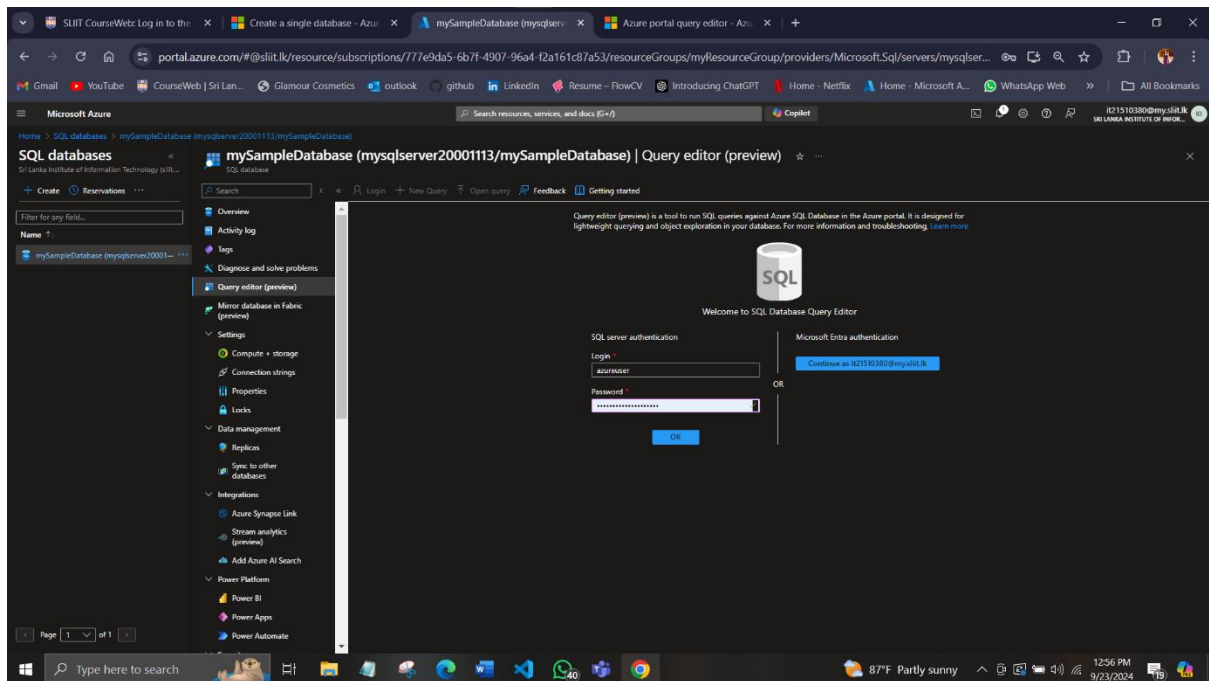 SLIIT CourseWeb: Log in to the
Create a single database - Azur
mySampleDatabase (mysqlserv
Azure portal query editor - Azu
portal.azure.com/#@sliit.lk/resource/subscriptions/777e9da5-6b7f-4907-96a4-f2a161c87a53/resourceGroups/myResourceGroup/providers/Microsoft.Sql/servers/mysqlser...
Gmail
YouTube
CourseWeb | Sri Lan...
Glamour Cosmetics
outlook
github
LinkedIn
Resume – FlowCV
Introducing ChatGPT
Home - Netflix
Home - Microsoft A...
WhatsApp Web
»
All Bookmarks
Microsoft Azure
Search resources, services, and docs (G+/)
Copilot
it21510380@my.sliit.lk
SRI LANKA INSTITUTE OF INFOR...
Home > SQL databases > mySampleDatabase (mysqlserver20001113/mySampleDatabase)
SQL databases
Sri Lanka Institute of Information Technology (sliit....
+ Create
Reservations
...
Filter for any field...
Name ↑
mySampleDatabase (mysqlserver20001— ...
Page 1 of 1
mySampleDatabase (mysqlserver20001113/mySampleDatabase) | Query editor (preview)
SQL database
Search
Login
+ New Query
Open query
Feedback
Getting started
Overview
Activity log
Tags
Diagnose and solve problems
Query editor (preview)
Mirror database in Fabric
(preview)
Settings
Compute + storage
Connection strings
Properties
Locks
Data management
Replicas
Sync to other
databases
Integrations
Azure Synapse Link
Stream analytics
(preview)
Add Azure AI Search
Power Platform
Power BI
Power Apps
Power Automate
Query editor (preview) is a tool to run SQL queries against Azure SQL Database in the Azure portal. It is designed for
lightweight querying and object exploration in your database. For more information and troubleshooting, Learn more
SQL
Welcome to SQL Database Query Editor
SQL server authentication
Login *
azureuser
Password *
OK
OR
Microsoft Entra authentication
Continue as it21510380@my.sliit.lk
Type here to search
40
87°F Partly sunny
12:56 PM
9/23/2024
19